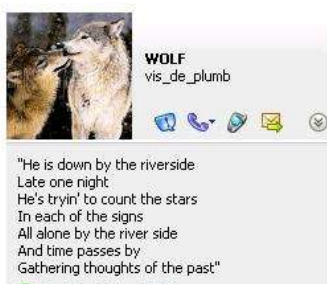 WOLF
vis_de_plumb
"He is down by the riverside
Late one night
He's tryin' to count the stars
In each of the signs
All alone by the river side
And time passes by
Gathering thoughts of the past"